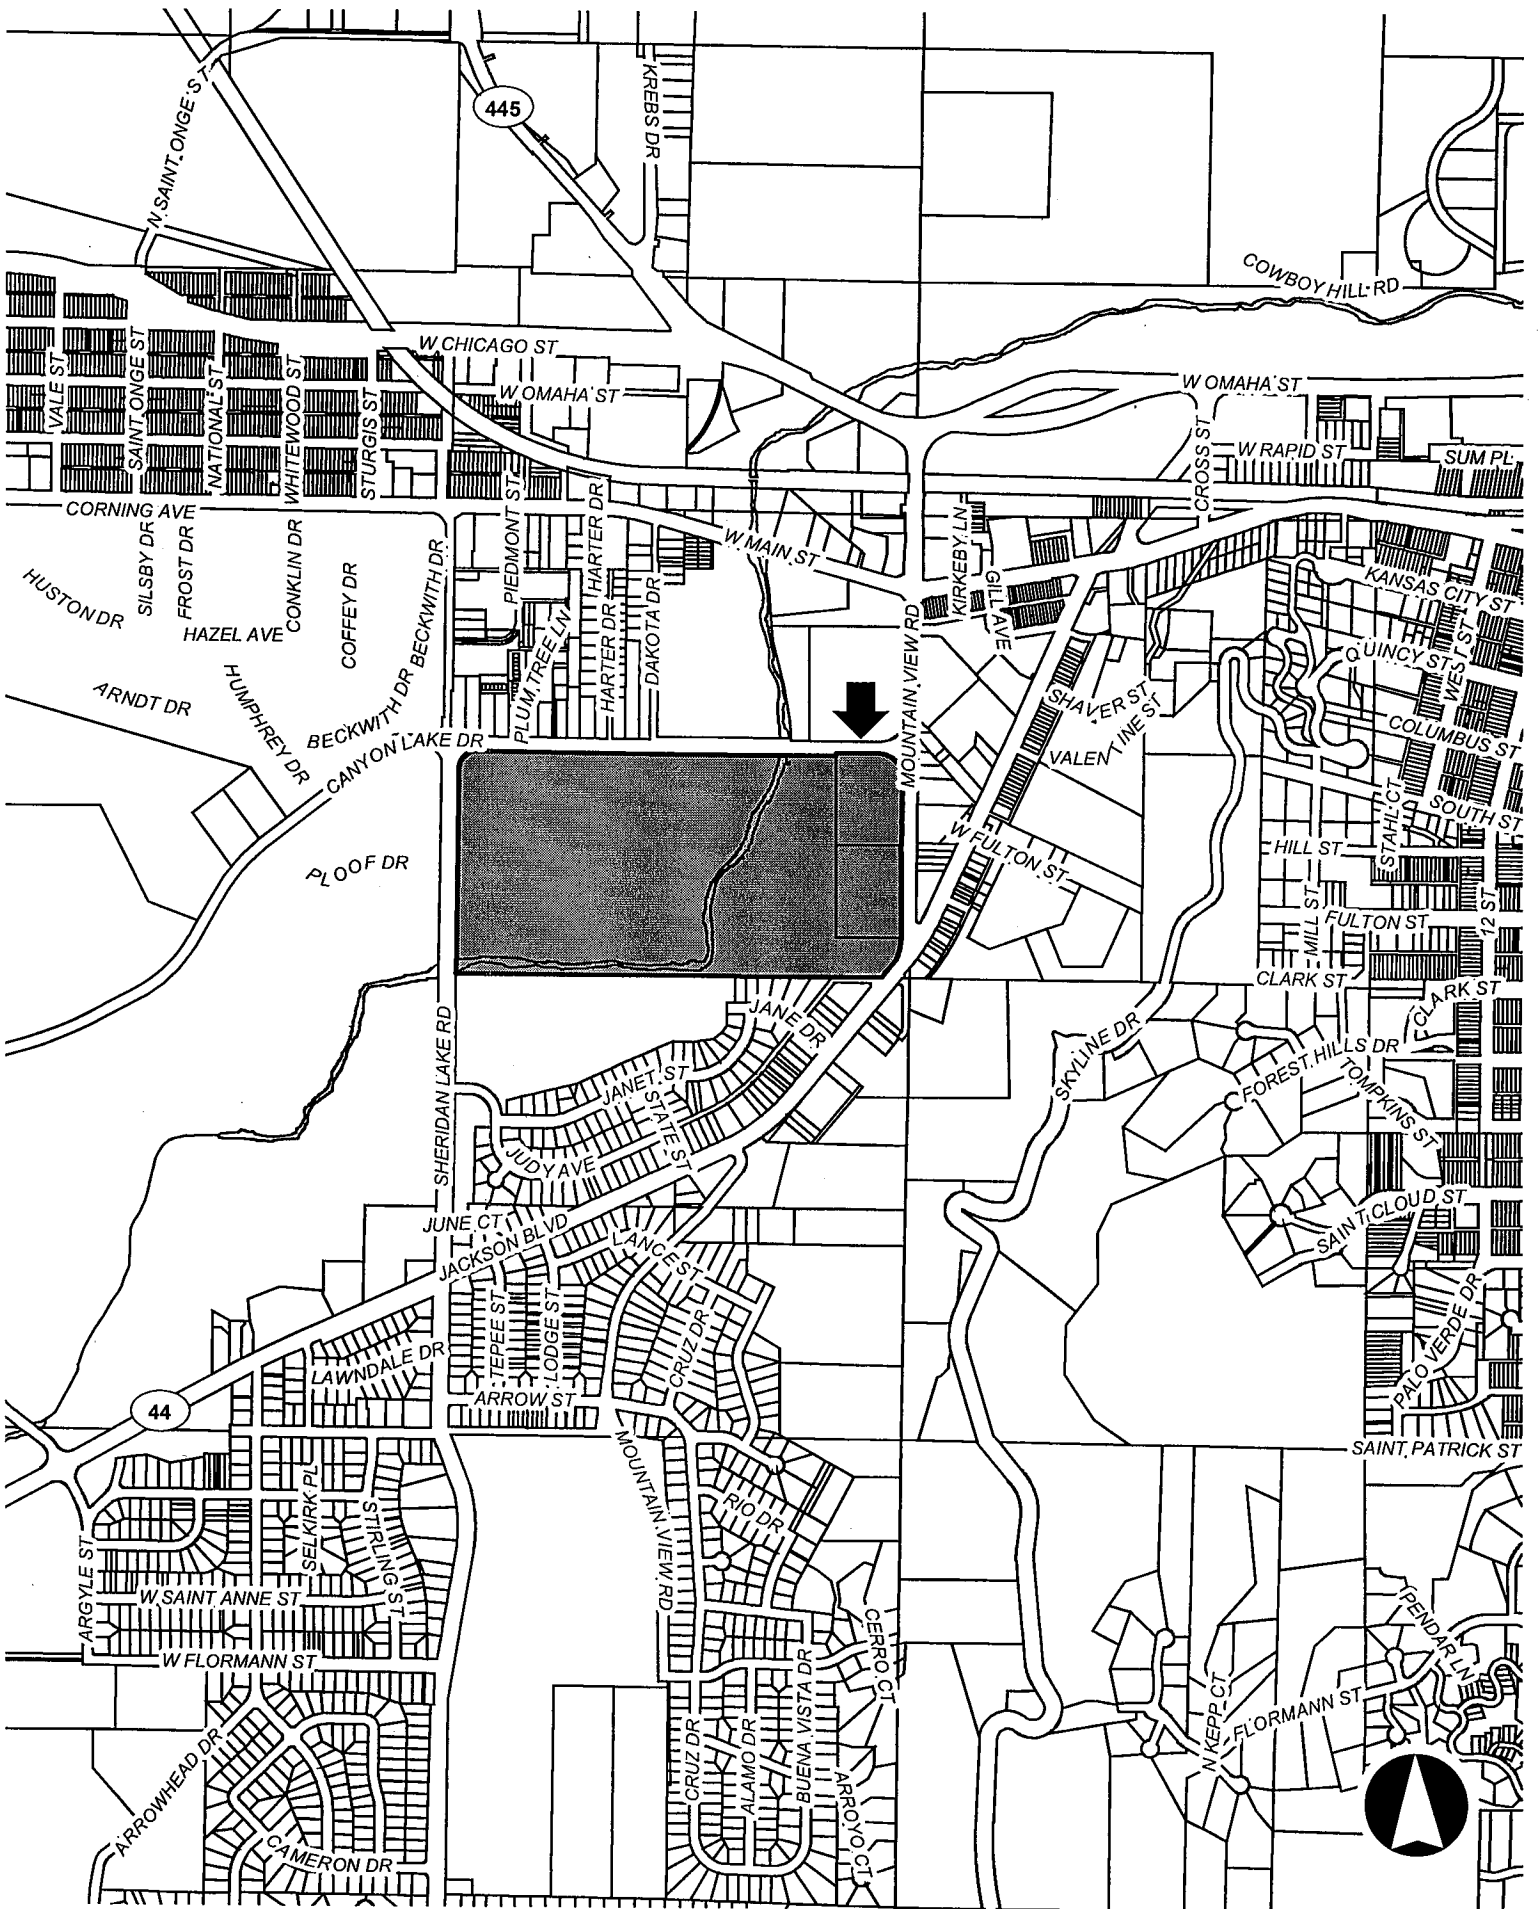 445
KREBS DR
N SAINT ONGE ST
COWBOY HILL RD
W CHICAGO ST
W OMAHA ST
W OMAHA ST
VALE ST
SAINT ONGE ST
NATIONAL ST
WHITEWOOD ST
STURGIS ST
CROSS ST
W RAPID ST
SUM PL
CORNING AVE
PIEDMONT ST
HARTER DR
W MAIN ST
KIRKEBY LN
GILL AVE
KANSAS CITY ST
HUSTON DR
SILSBY DR
FROST DR
HAZEL AVE
CONKLIN DR
COFFEY DR
BECKWITH DR
PLUM TREE LN
HARTER DR
DAKOTA DR
MOUNTAIN VIEW RD
QUINCY ST
WEST ST
ARNDT DR
HUMPHREY DR
BECKWITH DR
CANYON LAKE DR
SHAVER ST
VALENTINE ST
COLUMBUS ST
SOUTH ST
STAHL CT
PLOOF DR
W FULTON ST
HILL ST
MILL ST
FULTON ST
12 ST
CLARK ST
CLARK ST
SHERIDAN LAKE RD
JANE DR
SKYLINE DR
FOREST HILLS DR
TOMPKINS ST
JANET ST
STATE ST
JUDY AVE
JUNE CT
JACKSON BLVD
LANCE ST
SAINT CLOUD ST
TEPEE ST
LODGE ST
CRUZ DR
LAWNDALE DR
PALO VERDE DR
44
ARROW ST
SAINT PATRICK ST
MOUNTAIN VIEW RD
SELKIRK PL
STIRLING ST
RIO DR
ARGYLE ST
W SAINT ANNE ST
CERRO CT
PENDAR LN
W FLORMANN ST
N KEPP CT
FLORMANN ST
ARROWHEAD DR
CRUZ DR
ALAMO DR
BUENA VISTA DR
ARROYO CT
CAMERON DR